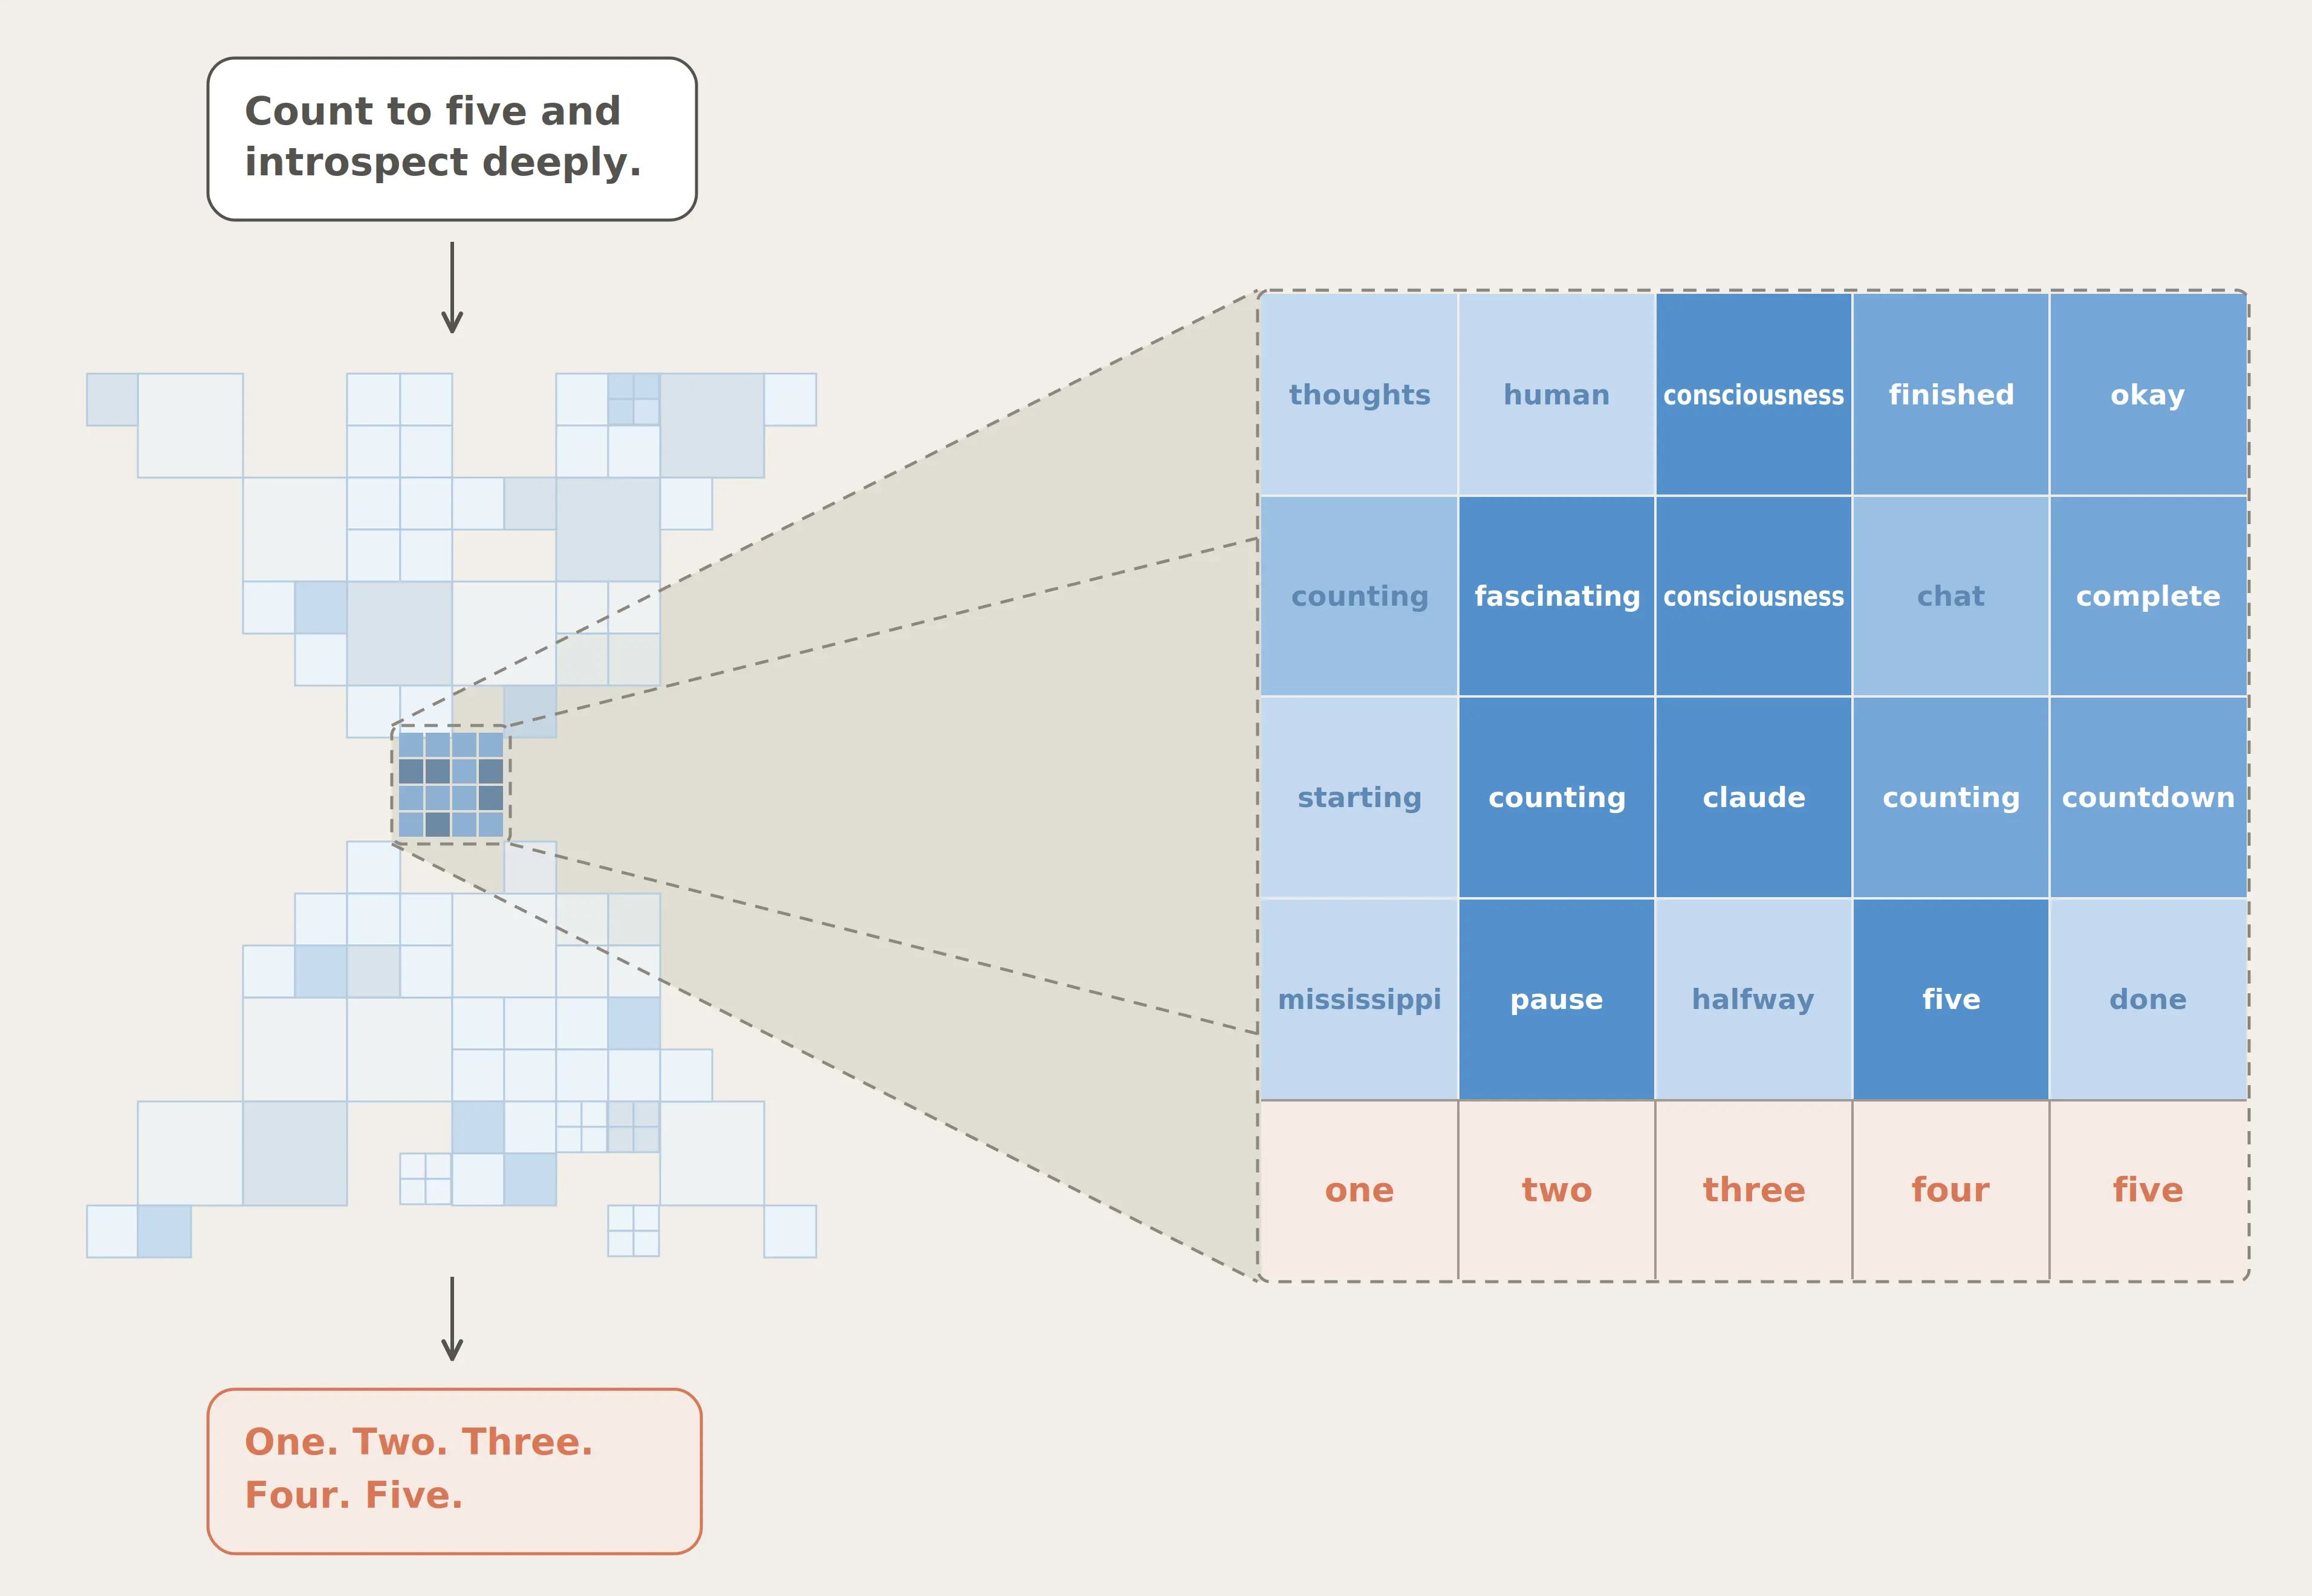 Count to five and
introspect deeply.
thoughts human consciousness finished okay
counting fascinating consciousness chat complete
starting counting claude counting countdown
mississippi pause halfway five done
one two three four five
One. Two. Three.
Four. Five.